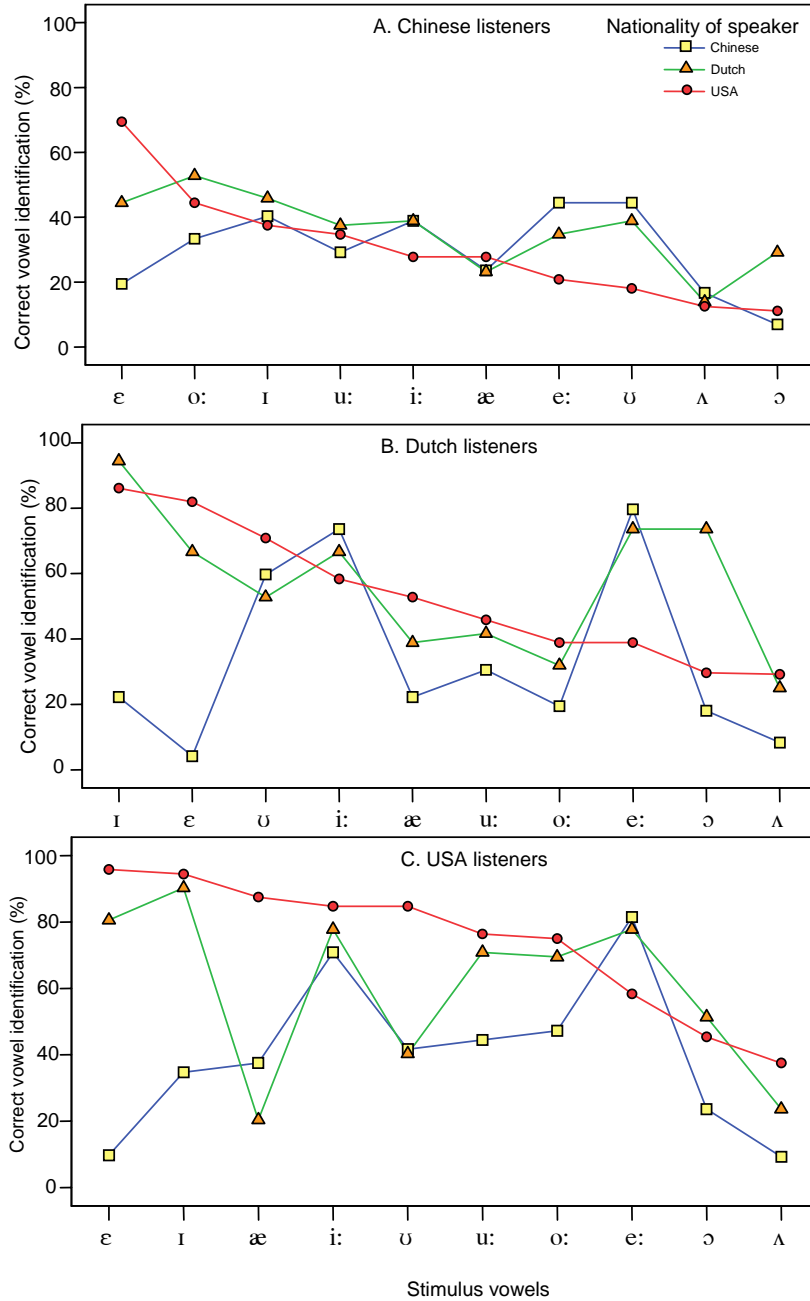 A. Chinese listeners
Nationality of speaker
Chinese
Dutch
USA
Correct vowel identification (%)
100
80
60
40
20
0
ɛ o: ɪ u: i: æ e: ʊ ʌ ɔ
B. Dutch listeners
Correct vowel identification (%)
100
80
60
40
20
0
ɪ ɛ ʊ i: æ u: o: e: ɔ ʌ
C. USA listeners
Correct vowel identification (%)
100
80
60
40
20
0
ɛ ɪ æ i: ʊ u: o: e: ɔ ʌ
Stimulus vowels